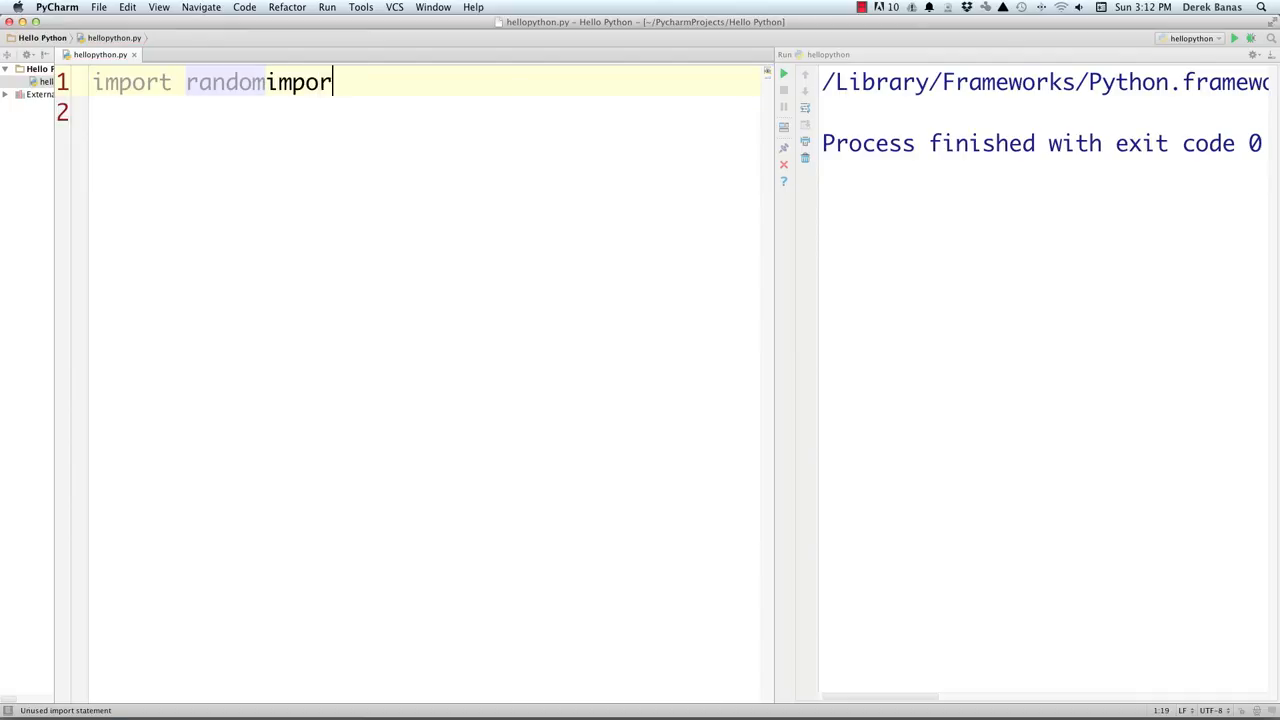 PyCharm File Edit View Navigate Code Refactor Run Tools VCS Window Help 10 Sun 3:12 PM Derek Banas
hellopython.py – Hello Python – [~/PycharmProjects/Hello Python]
Hello Python hellopython.py hellopython
hellopython.py Run hellopython
Hello P
hell
Externa
1 import randomimpor
2
/Library/Frameworks/Python.framewo
Process finished with exit code 0
Unused import statement 1:19 LF UTF-8